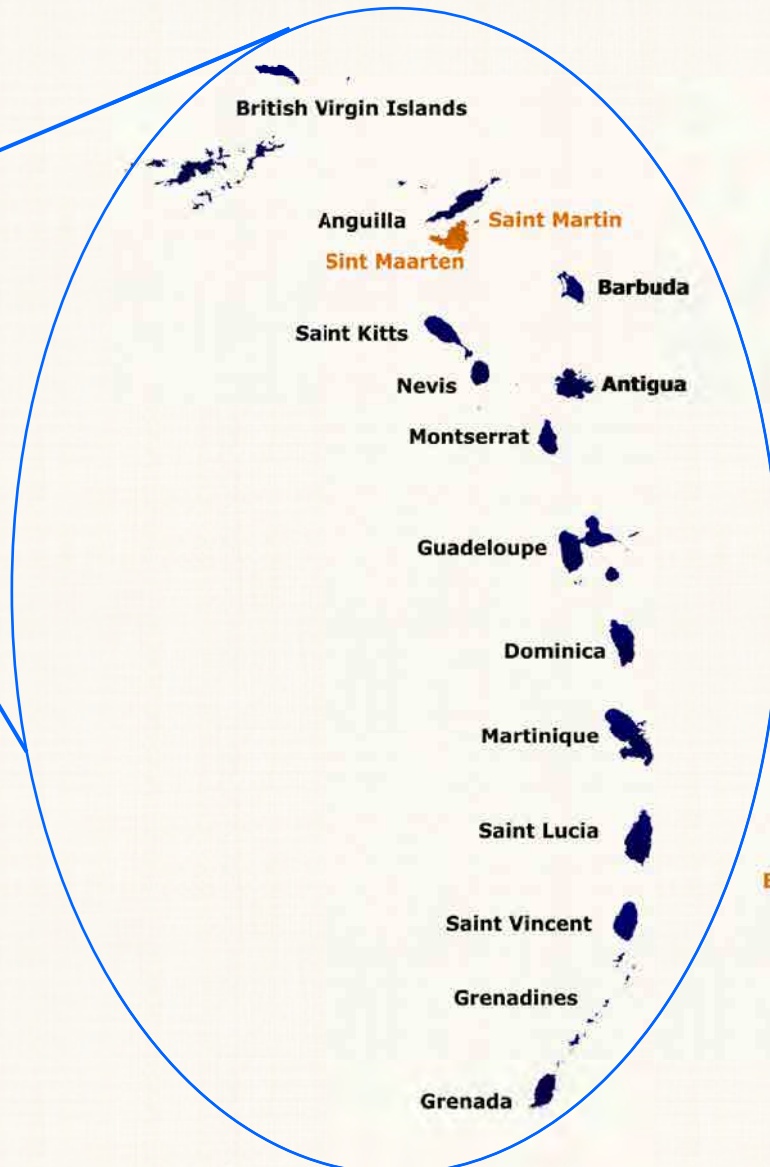 British Virgin Islands
Anguilla
Saint Martin
Sint Maarten
Barbuda
Saint Kitts
Nevis
Antigua
Montserrat
Guadeloupe
Dominica
Martinique
Saint Lucia
Saint Vincent
Grenadines
Grenada